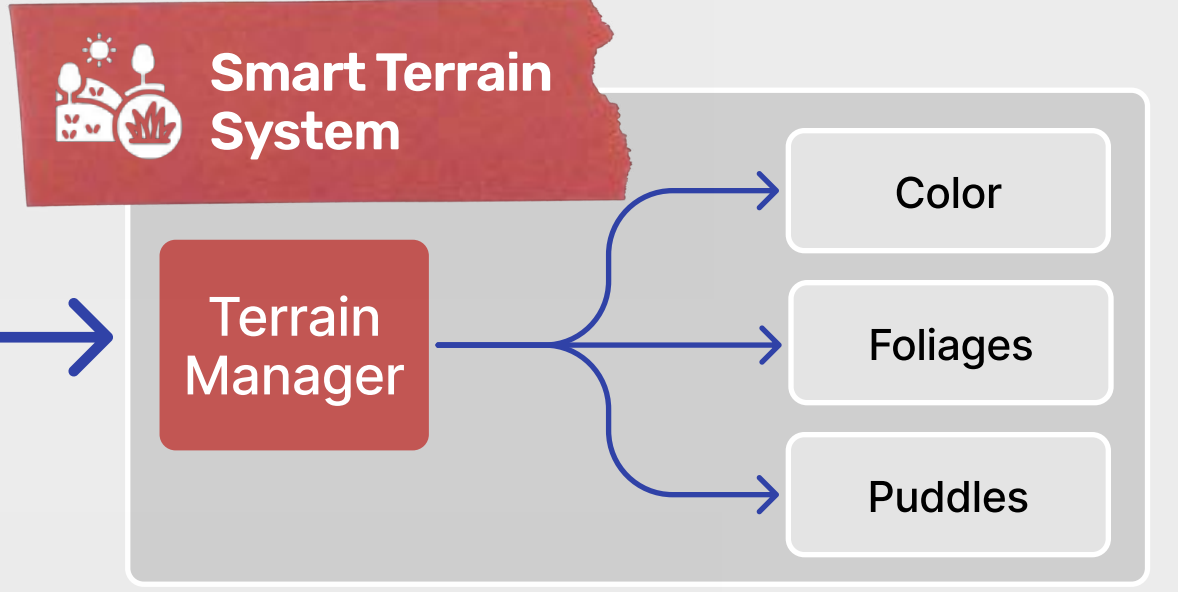 Smart Terrain
System
Terrain
Manager
Color
Foliages
Puddles